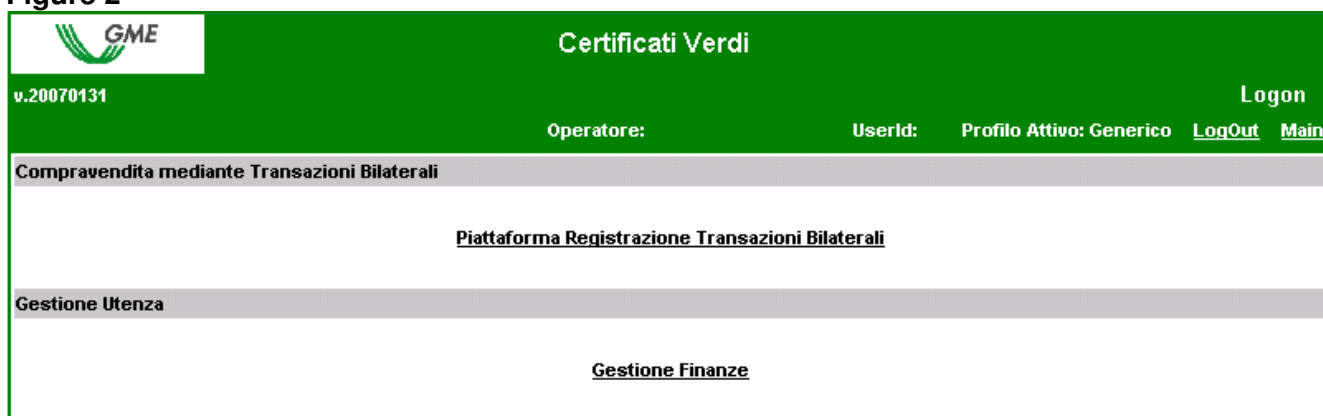 Figure 2
GME
Certificati Verdi
v.20070131
Logon
Operatore: UserId: Profilo Attivo: Generico LogOut Main
Compravendita mediante Transazioni Bilaterali
Piattaforma Registrazione Transazioni Bilaterali
Gestione Utenza
Gestione Finanze